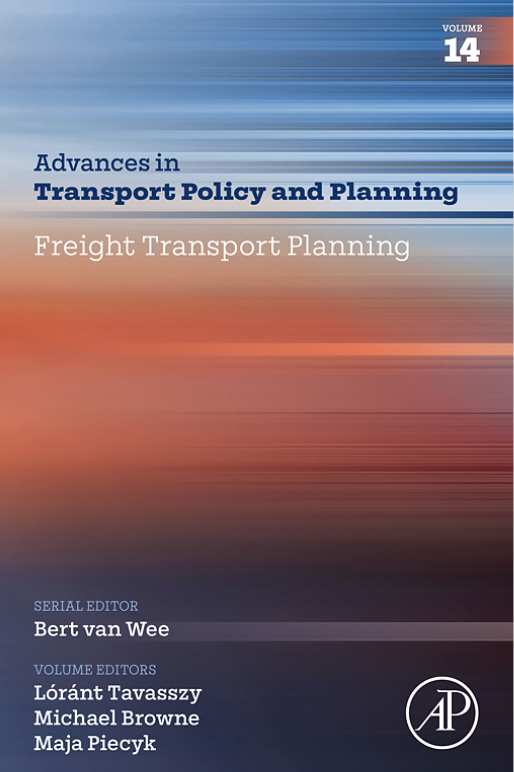 VOLUME
14
Advances in
Transport Policy and Planning
Freight Transport Planning
SERIAL EDITOR
Bert van Wee
VOLUME EDITORS
Lóránt Tavasszy
Michael Browne
Maja Piecyk
AP